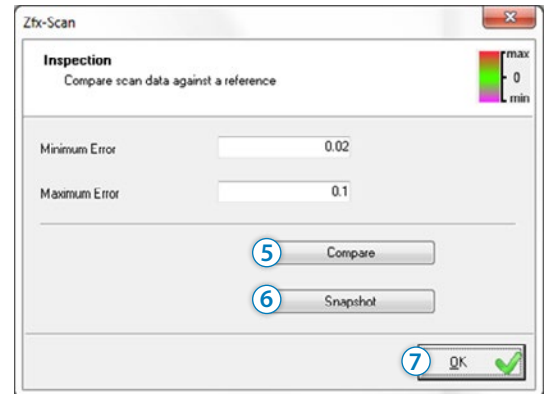 Zfx-Scan
Inspection
Compare scan data against a reference
max
0
min
Minimum Error 0.02
Maximum Error 0.1
5 Compare
6 Snapshot
7 OK